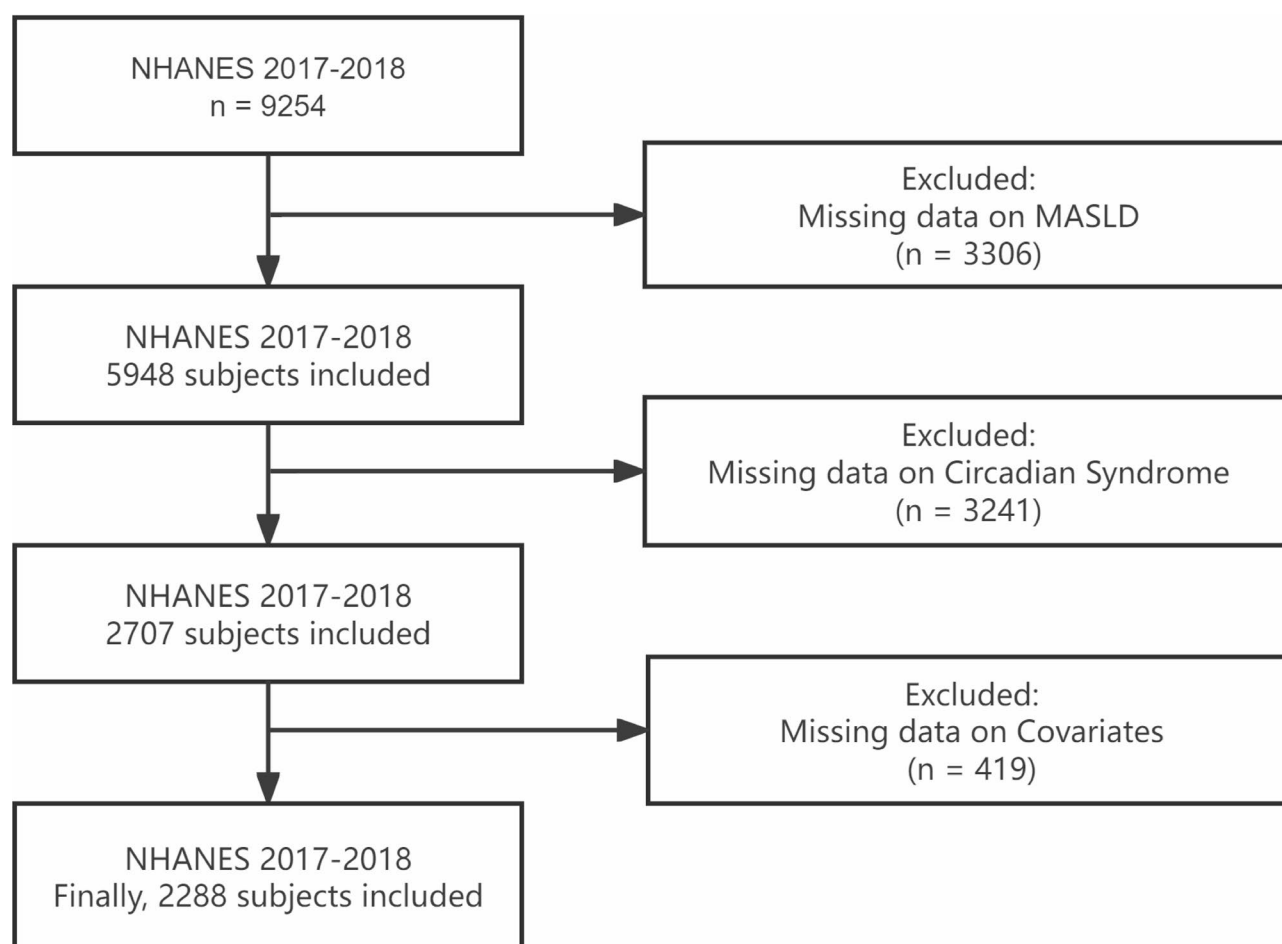 NHANES 2017-2018
n = 9254
Excluded:
Missing data on MASLD
(n = 3306)
NHANES 2017-2018
5948 subjects included
Excluded:
Missing data on Circadian Syndrome
(n = 3241)
NHANES 2017-2018
2707 subjects included
Excluded:
Missing data on Covariates
(n = 419)
NHANES 2017-2018
Finally, 2288 subjects included